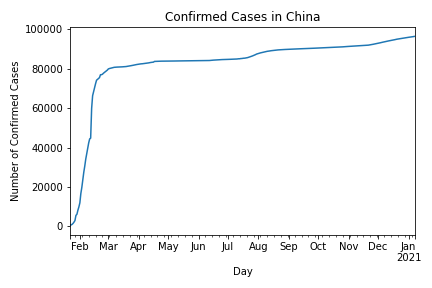 Confirmed Cases in China
Number of Confirmed Cases
100000
80000
60000
40000
20000
0
Feb Mar Apr May Jun Jul Aug Sep Oct Nov Dec Jan
2021
Day